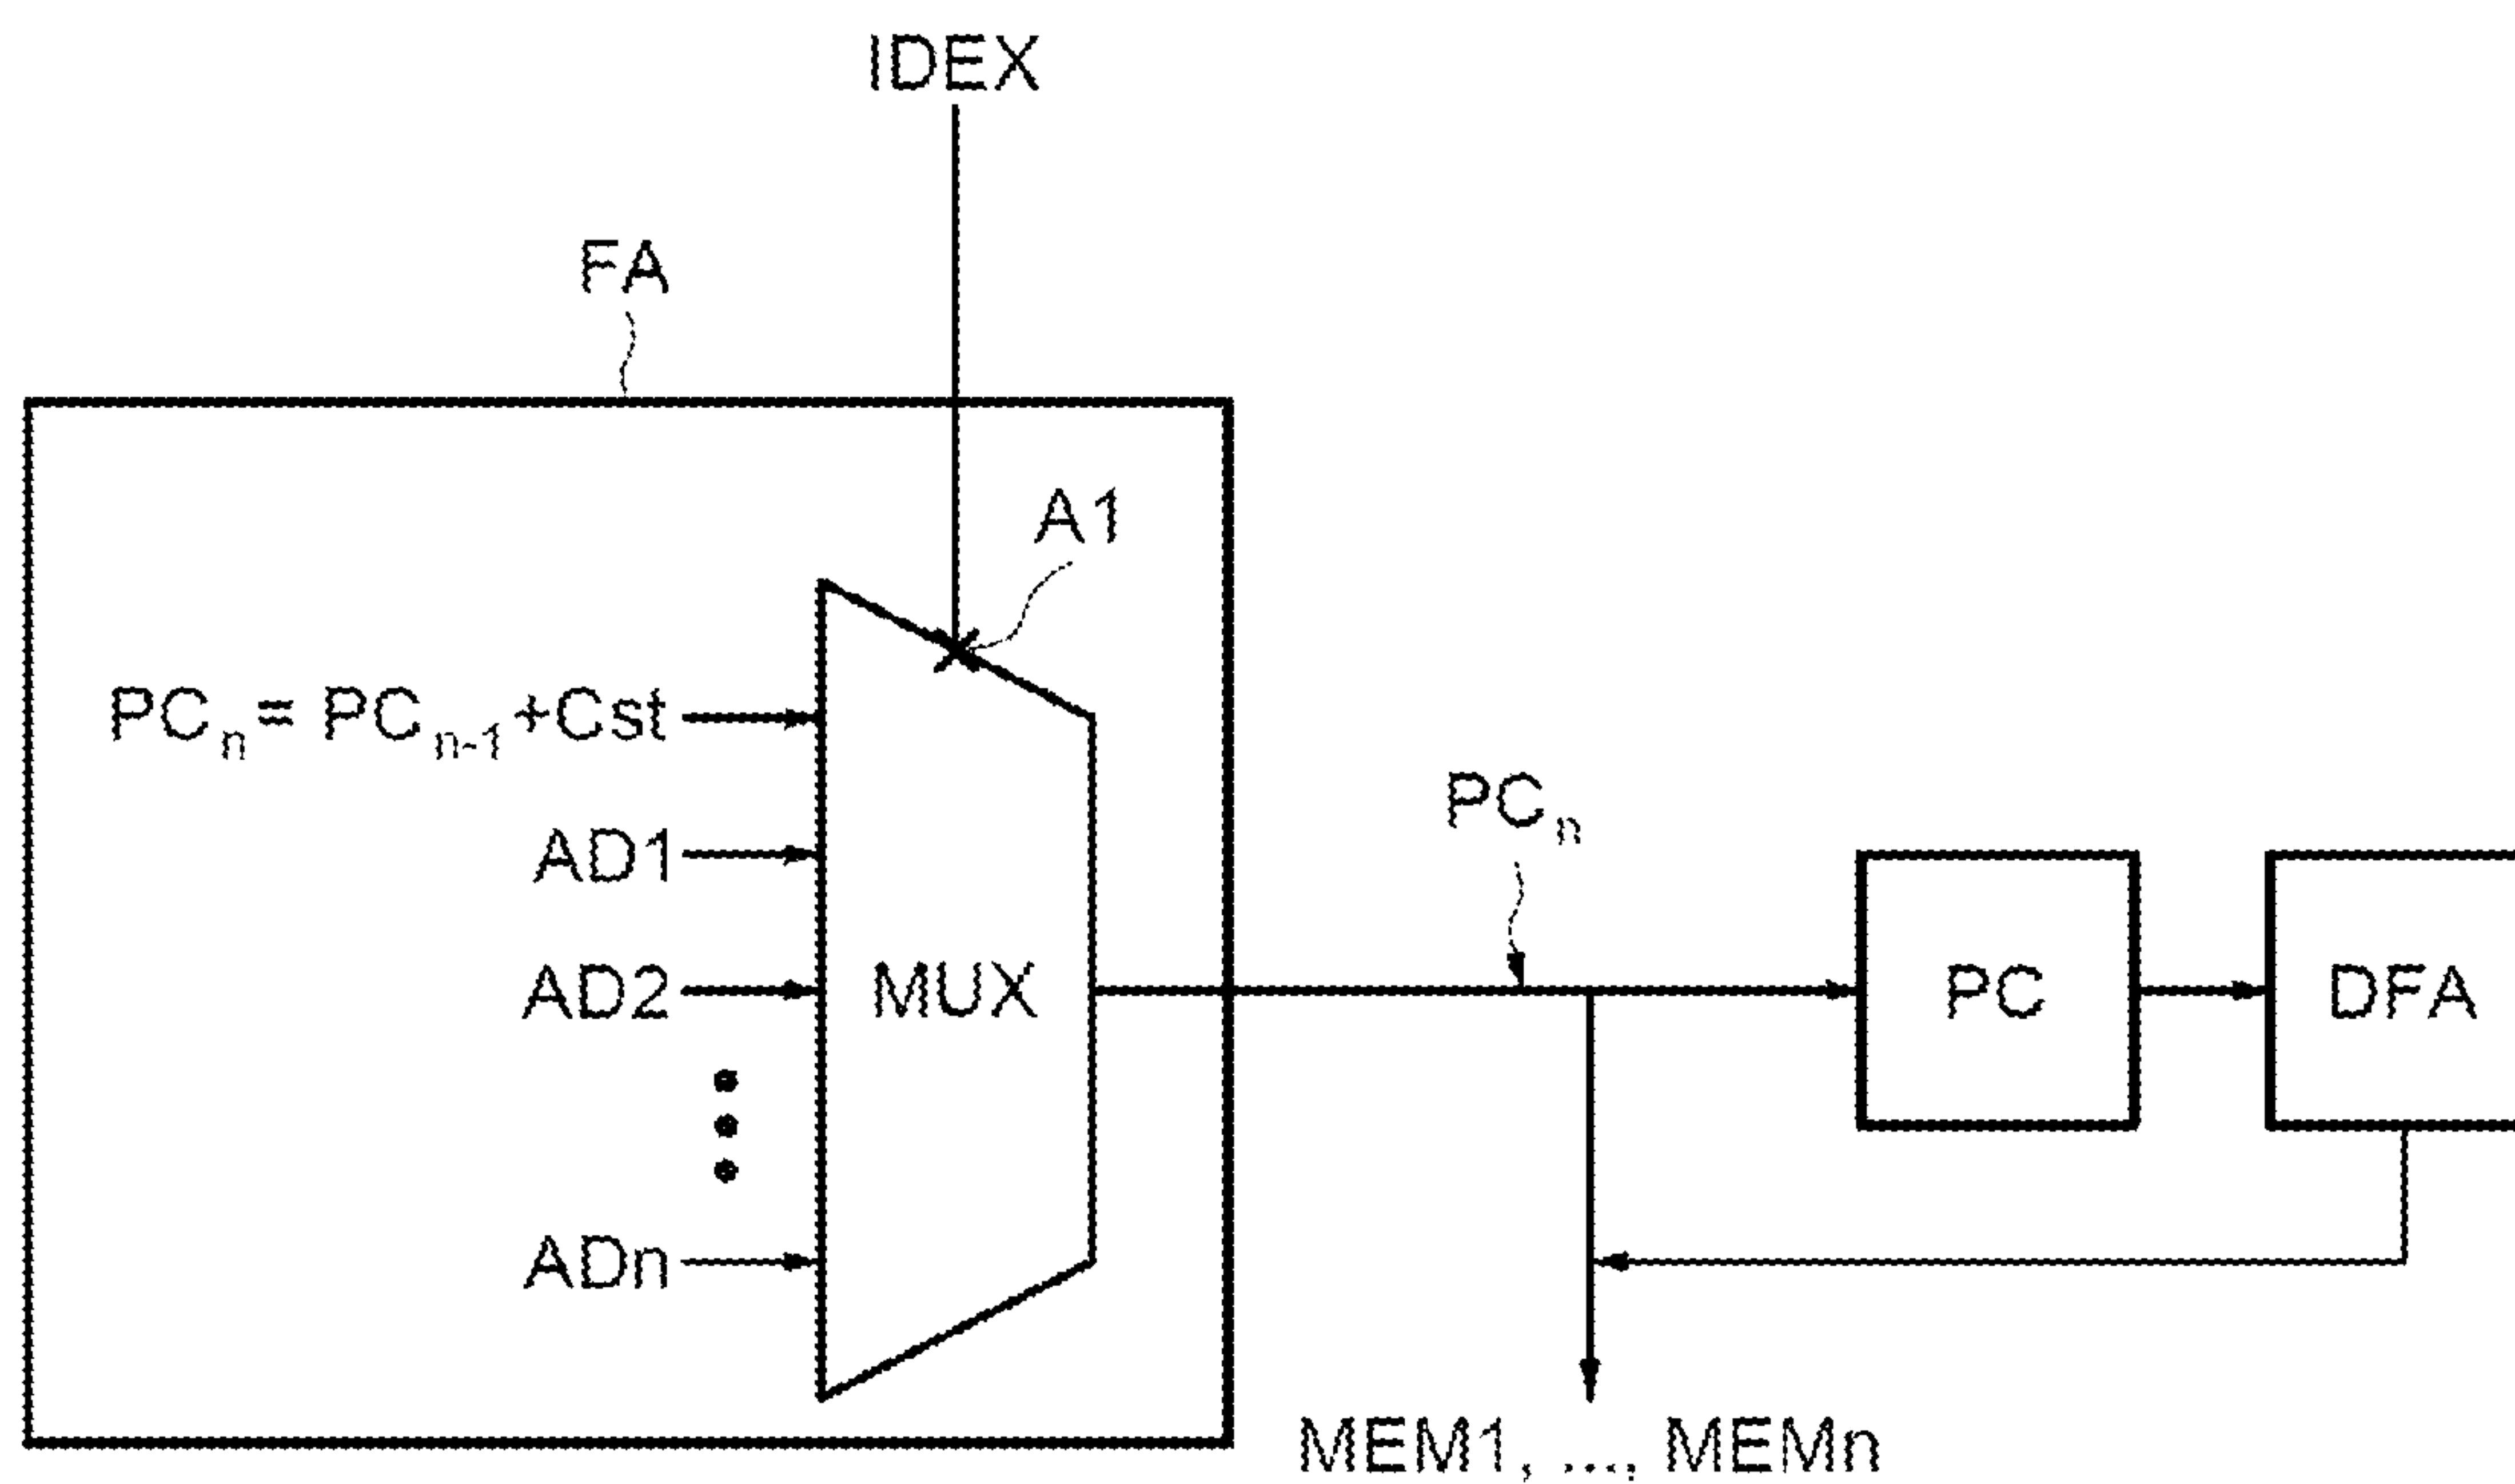 IDEX
FA
A1
PCn= PCn-1+Cst
AD1
PCn
AD2
MUX
PC
DFA
ADn
MEM1, ..., MEMn